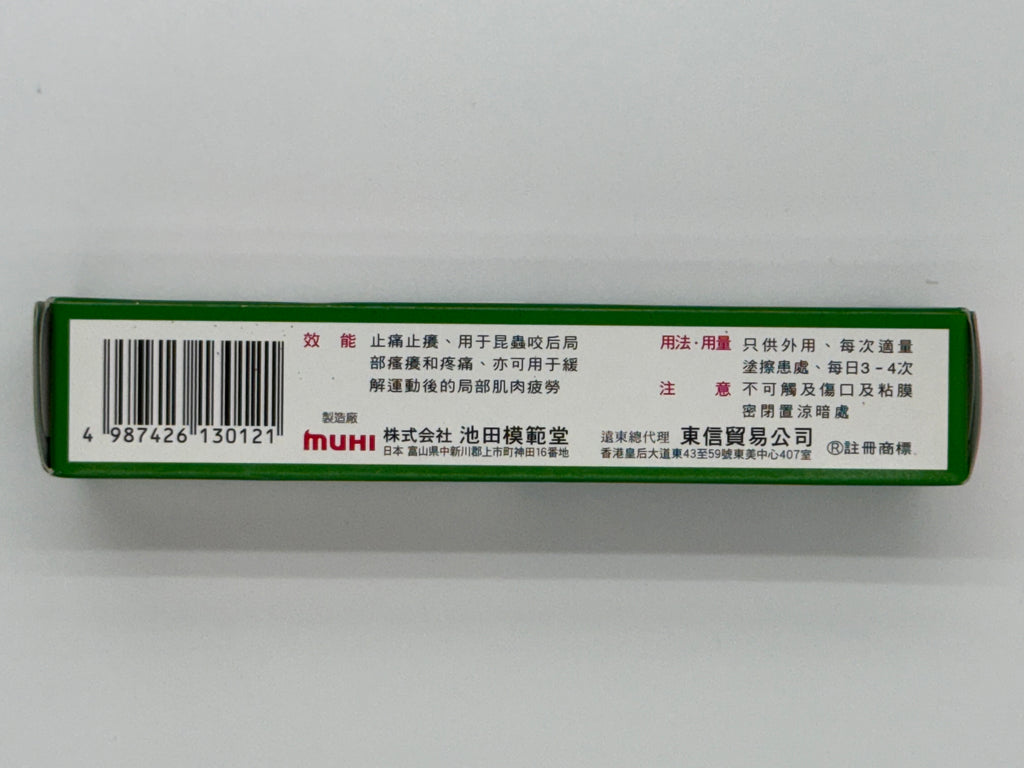 效能 止痛止癢、用于昆蟲咬后局
部瘙癢和疼痛、亦可用于緩
解運動後的局部肌肉疲勞
用法・用量 只供外用、每次適量
塗擦患處、每日3-4次
注意 不可觸及傷口及粘膜
密閉置涼暗處
製造廠
MUHI 株式会社 池田模範堂
日本 富山県中新川郡上市町神田16番地
遠東總代理 東信貿易公司
香港皇后大道東43至59號東美中心407室
®註冊商標
4 987426 130121